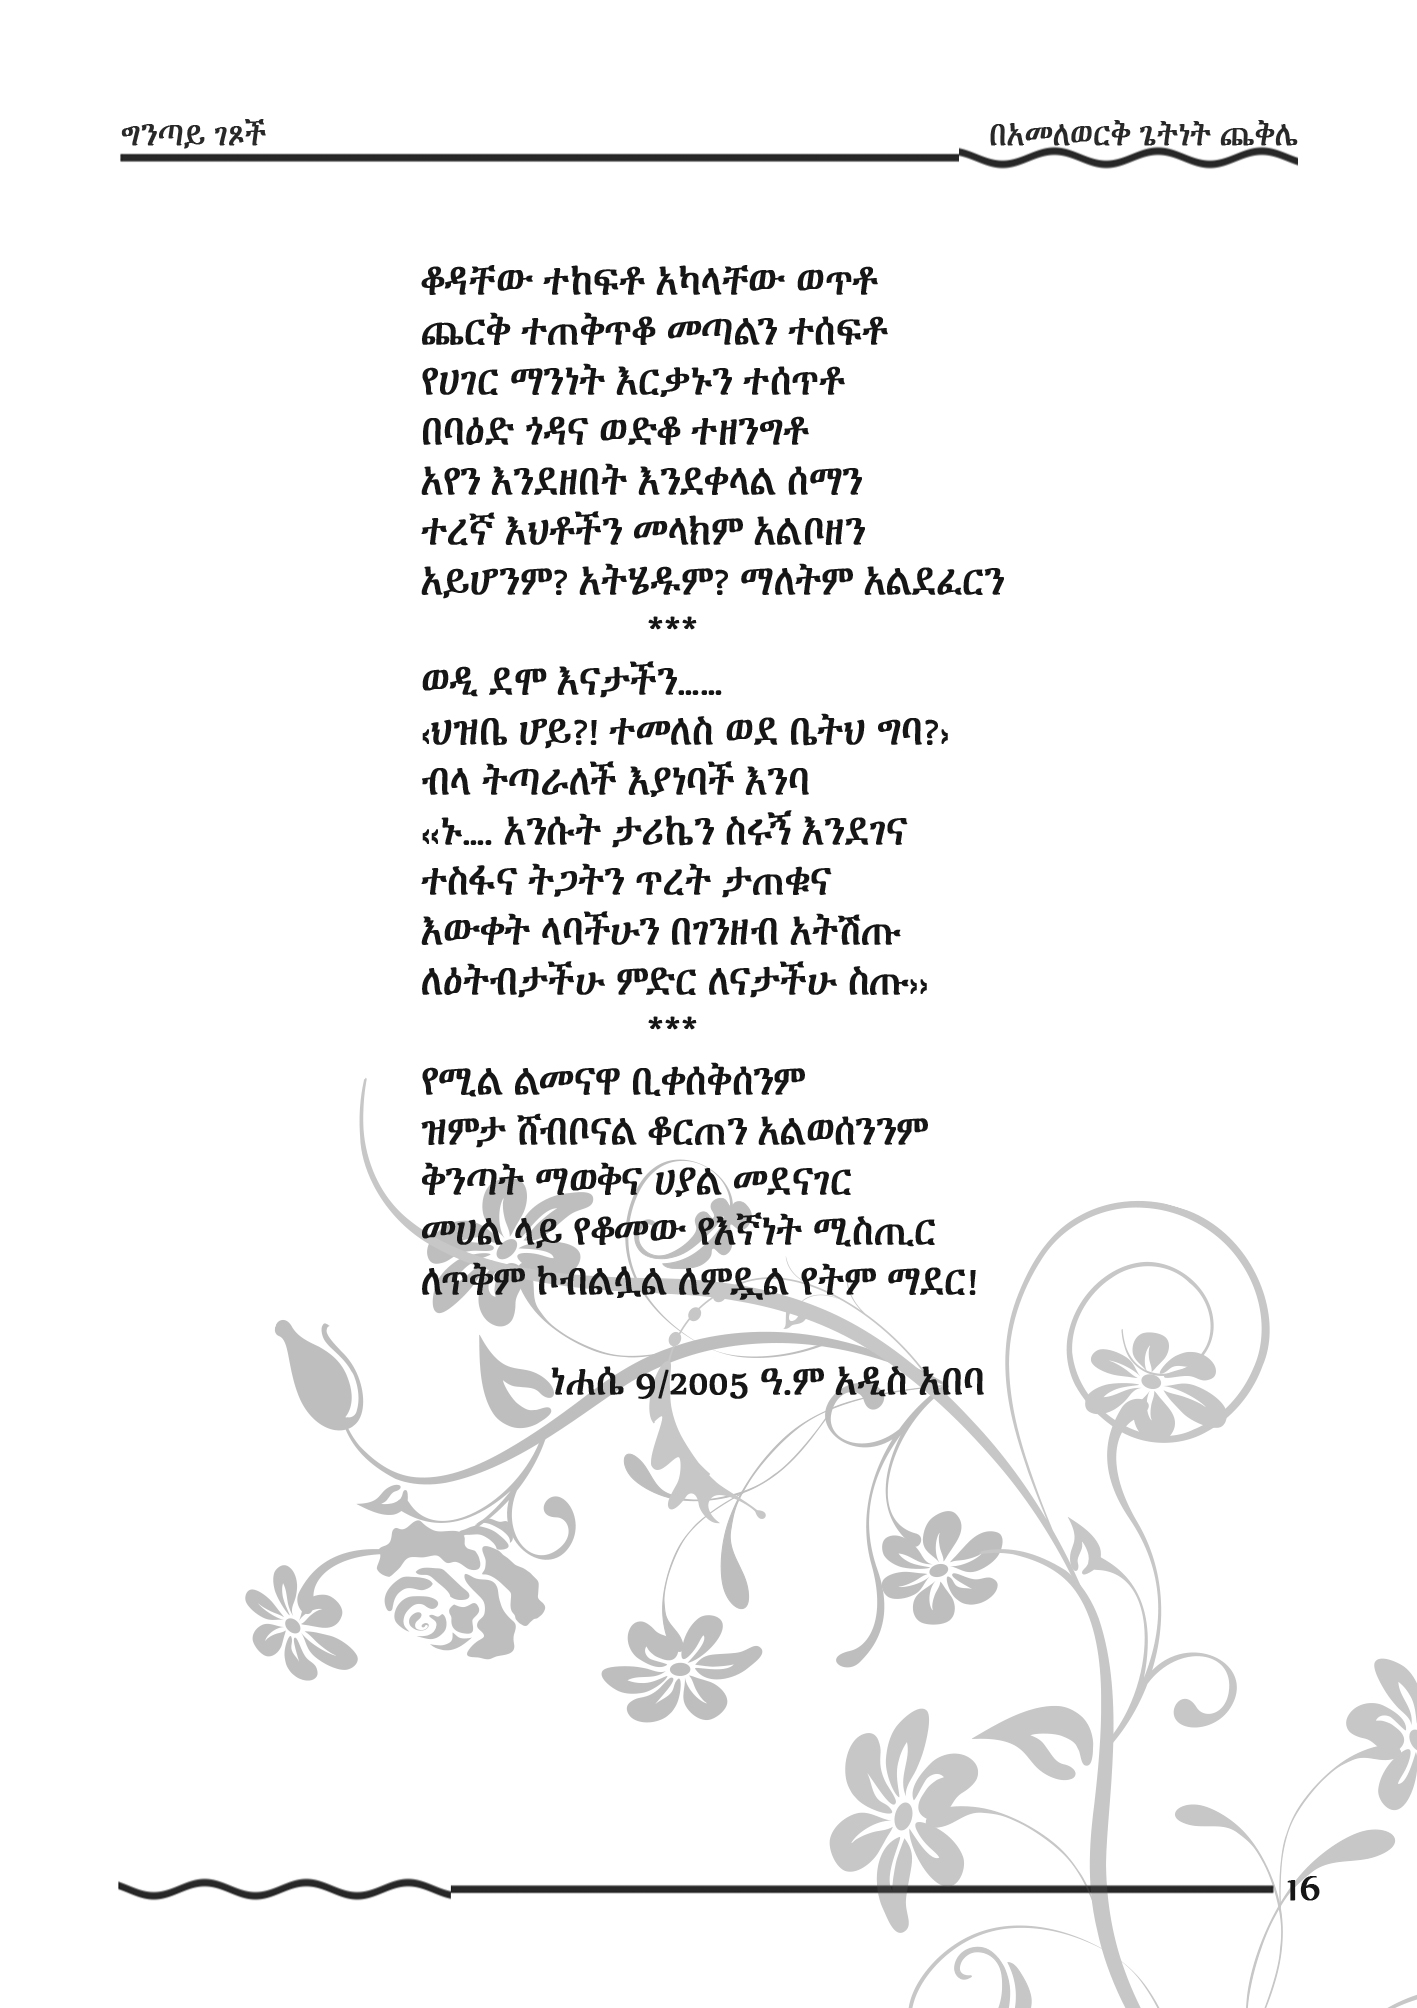 ግንጣይ ገጾች
በአመለወርቅ ጌትነት ጨቅሌ
ቆዳቸው ተከፍቶ አካላቸው ወጥቶ
ጨርቅ ተጠቅጥቆ መጣልን ተሰፍቶ
የሀገር ማንነት እርቃኑን ተሰጥቶ
በባዕድ ጎዳና ወድቆ ተዘንግቶ
አየን እንደዘበት እንደቀላል ሰማን
ተረኛ እህቶችን መላክም አልቦዘን
አይሆንም? አትሄዱም? ማለትም አልደፈርን
***
ወዲ ደሞ እናታችን......
‹ህዝቤ ሆይ?! ተመለስ ወደ ቤትህ ግባ?›
ብላ ትጣራለች እያነባች እንባ
‹‹ኑ.... አንሱት ታሪኬን ስሩኝ እንደገና
ተስፋና ትጋትን ጥረት ታጠቁና
እውቀት ላባችሁን በገንዘብ አትሽጡ
ለዕትብታችሁ ምድር ለናታችሁ ስጡ››
***
የሚል ልመናዋ ቢቀሰቅሰንም
ዝምታ ሸብቦናል ቆርጠን አልወሰንንም
ቅንጣት ማወቅና ሀያል መደናገር
መሀል ላይ የቆመው የእኛነት ሚስጢር
ለጥቅም ኮብልሏል ለምዷል የትም ማደር!
ነሐሴ 9/2005 ዓ.ም አዲስ አበባ
16